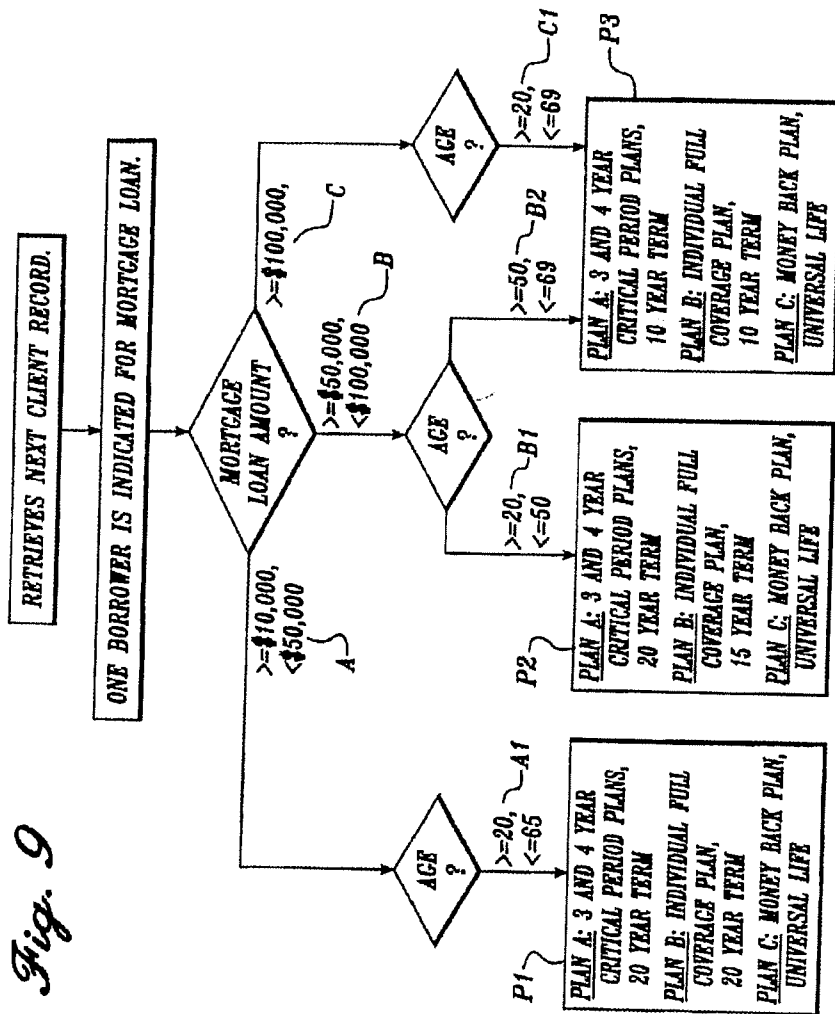 Fig. 9
RETRIEVES NEXT CLIENT RECORD.
ONE BORROWER IS INDICATED FOR MORTGAGE LOAN.
MORTGAGE
LOAN AMOUNT
?
>=$10,000,
<$50,000
A
>=$50,000,
<$100,000
B
>=$100,000,
C
AGE
?
>=20,
<=65
A1
AGE
?
>=20,
<=50
B1
>=50,
<=69
B2
AGE
?
>=20,
<=69
C1
P1
PLAN A: 3 AND 4 YEAR
CRITICAL PERIOD PLANS,
20 YEAR TERM
PLAN B: INDIVIDUAL FULL
COVERAGE PLAN,
20 YEAR TERM
PLAN C: MONEY BACK PLAN,
UNIVERSAL LIFE
P2
PLAN A: 3 AND 4 YEAR
CRITICAL PERIOD PLANS,
20 YEAR TERM
PLAN B: INDIVIDUAL FULL
COVERAGE PLAN,
15 YEAR TERM
PLAN C: MONEY BACK PLAN,
UNIVERSAL LIFE
P3
PLAN A: 3 AND 4 YEAR
CRITICAL PERIOD PLANS,
10 YEAR TERM
PLAN B: INDIVIDUAL FULL
COVERAGE PLAN,
10 YEAR TERM
PLAN C: MONEY BACK PLAN,
UNIVERSAL LIFE